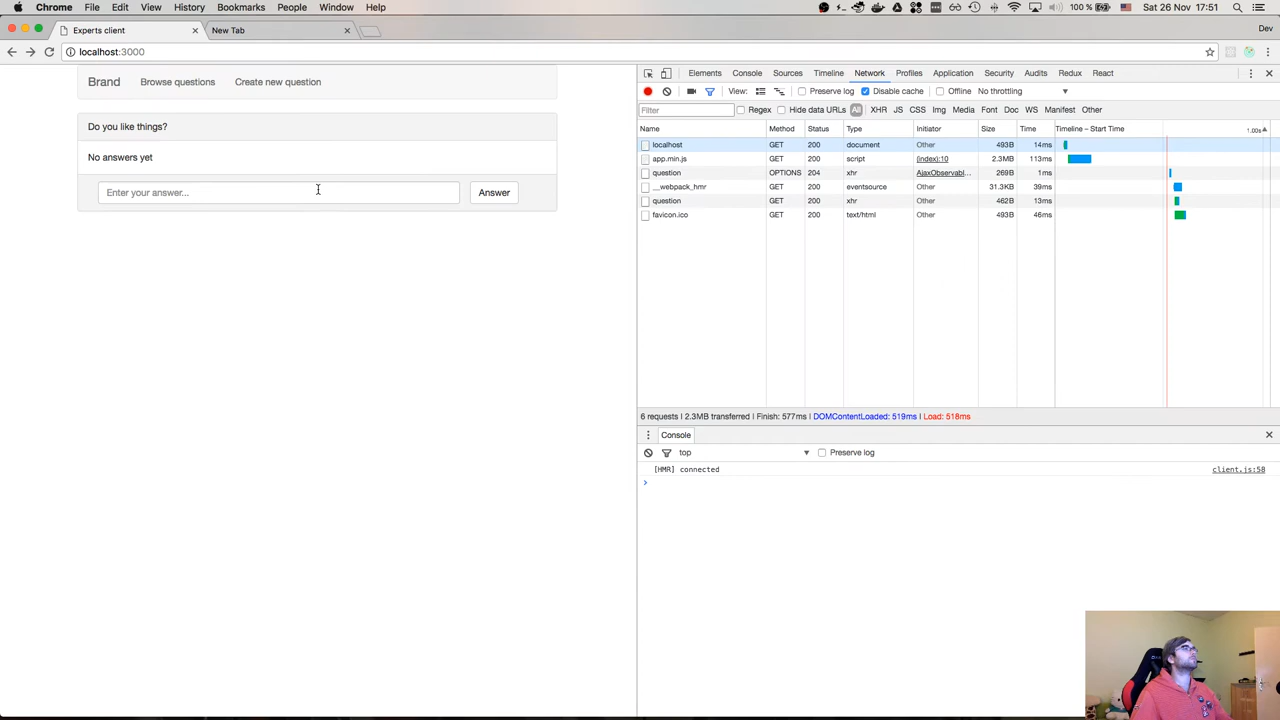 Chrome File Edit View History Bookmarks People Window Help 100 % Sat 26 Nov 17:51
Experts client New Tab Dev
localhost:3000
Brand Browse questions Create new question
Do you like things?
No answers yet
Enter your answer... Answer
Elements Console Sources Timeline Network Profiles Application Security Audits Redux React
View: Preserve log Disable cache Offline No throttling
Filter Regex Hide data URLs All XHR JS CSS Img Media Font Doc WS Manifest Other
Name Method Status Type Initiator Size Time Timeline – Start Time 1.00s
localhost GET 200 document Other 493B 14ms
app.min.js GET 200 script (index):10 2.3MB 113ms
question OPTIONS 204 xhr AjaxObservabl... 269B 1ms
__webpack_hmr GET 200 eventsource Other 31.3KB 39ms
question GET 200 xhr Other 462B 13ms
favicon.ico GET 200 text/html Other 493B 46ms
6 requests | 2.3MB transferred | Finish: 577ms | DOMContentLoaded: 519ms | Load: 518ms
Console
top Preserve log
[HMR] connected client.js:58